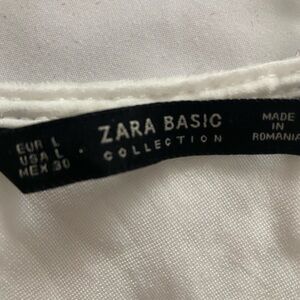 EUR L
USA L
MEX 30
ZARA BASIC
COLLECTION
MADE IN
ROMANIA